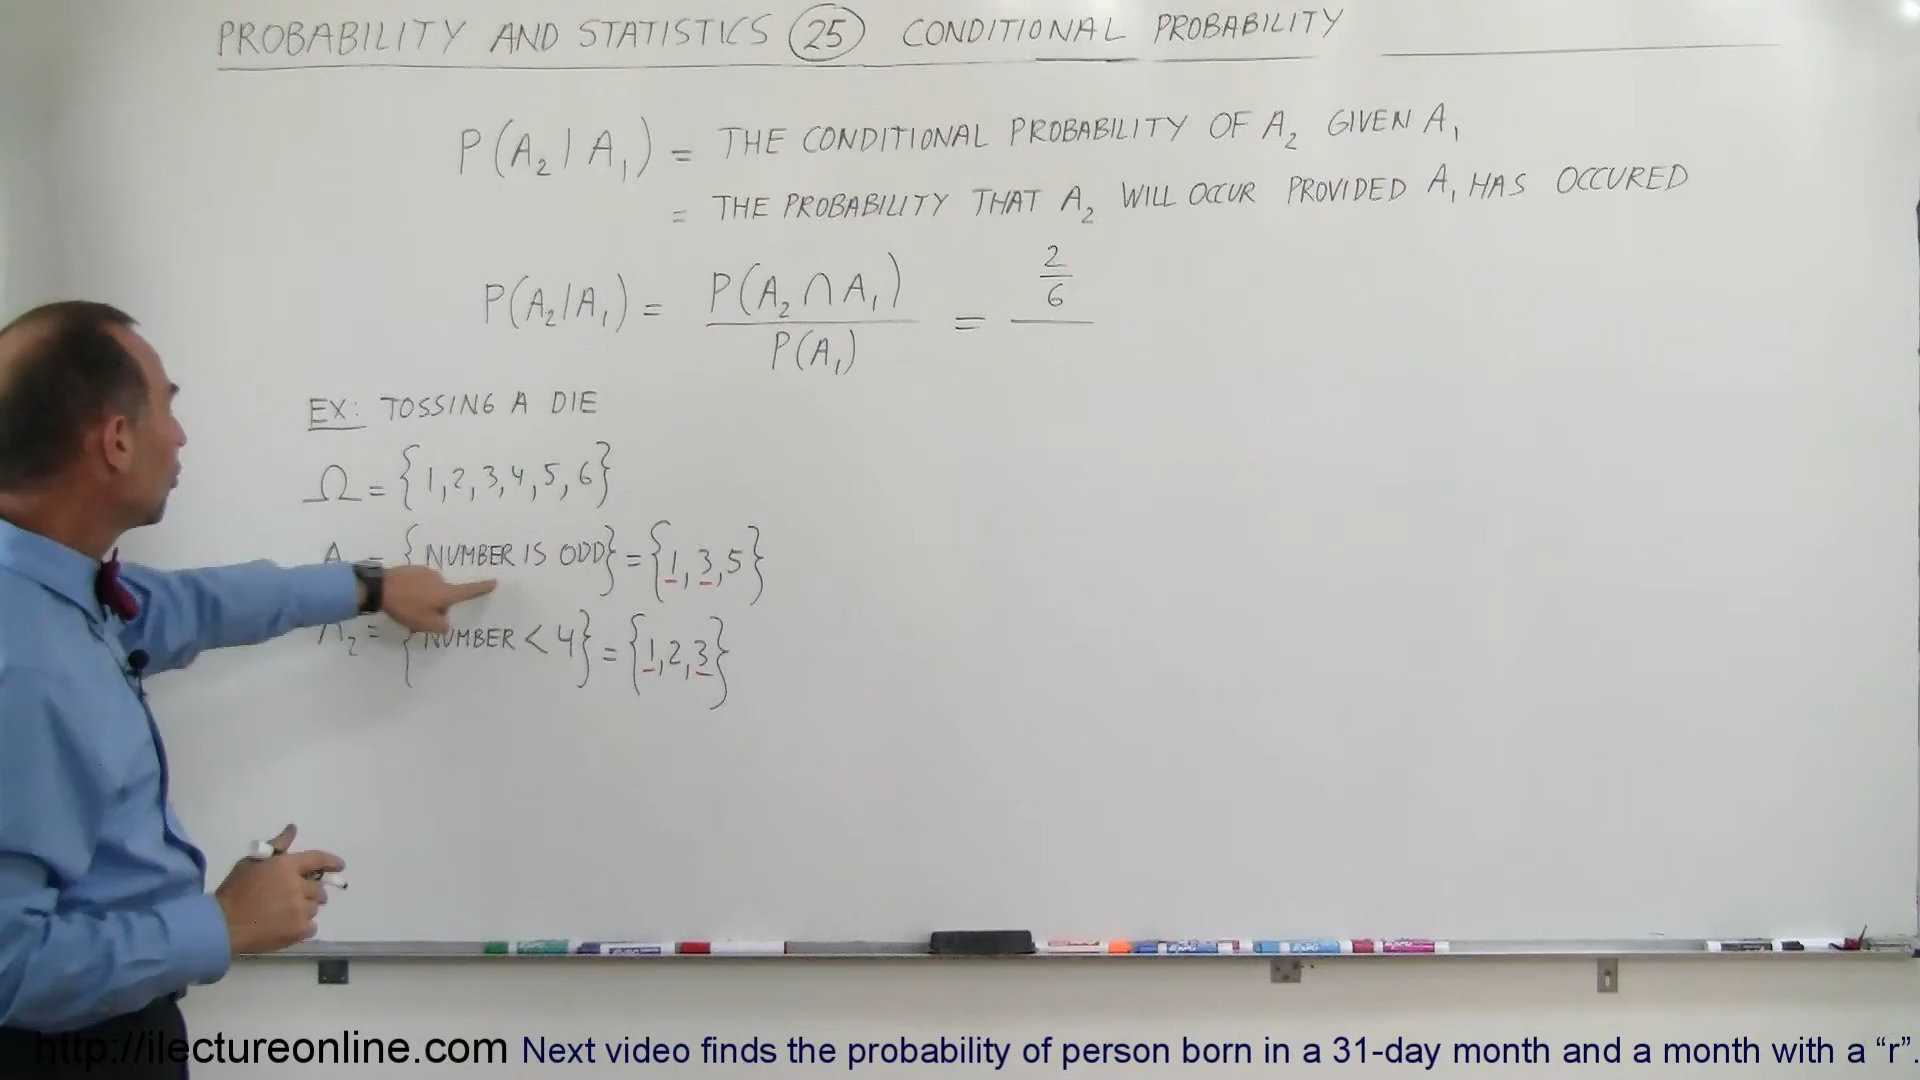 PROBABILITY AND STATISTICS 25 CONDITIONAL PROBABILITY
P(A₂ | A₁) = THE CONDITIONAL PROBABILITY OF A₂ GIVEN A₁
= THE PROBABILITY THAT A₂ WILL OCCUR PROVIDED A₁ HAS OCCURED
P(A₂/A₁) = P(A₂ ∩ A₁) / P(A₁) = 2/6
EX: TOSSING A DIE
Ω = {1,2,3,4,5,6}
A = {NUMBER IS ODD} = {1,3,5}
A₂ = {NUMBER < 4} = {1,2,3}
http://ilectureonline.com Next video finds the probability of person born in a 31-day month and a month with a “r”.